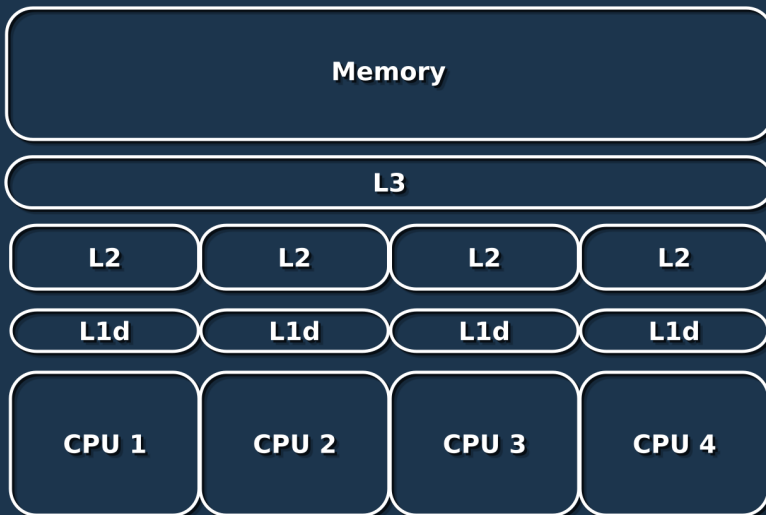 Memory
L3
L2 L2 L2 L2
L1d L1d L1d L1d
CPU 1 CPU 2 CPU 3 CPU 4